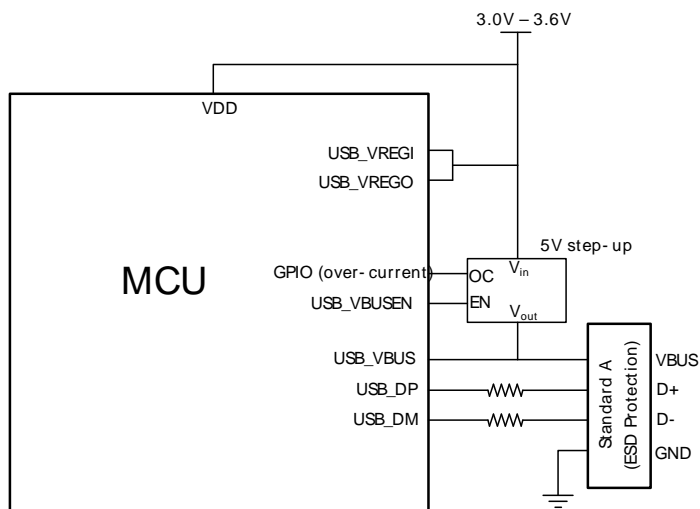 3.0V – 3.6V
VDD
USB_VREGI
USB_VREGO
5V step-up
GPIO (over-current)
OC
Vin
MCU
USB_VBUSEN
EN
Vout
USB_VBUS
VBUS
USB_DP
D+
USB_DM
D-
GND
Standard A
(ESD Protection)